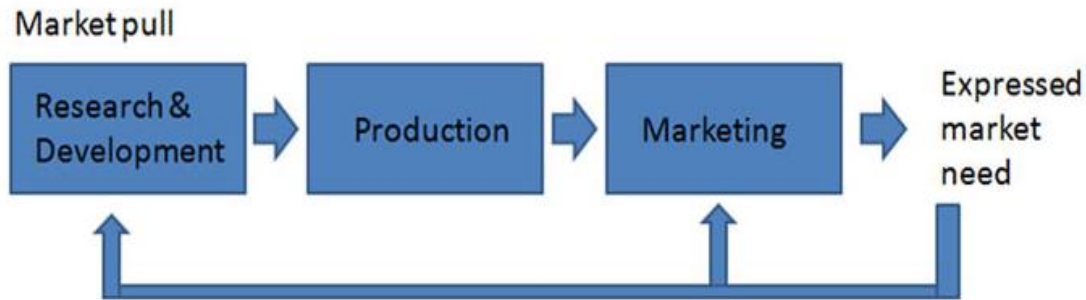 Market pull
Research &
Development
Production
Marketing
Expressed
market
need